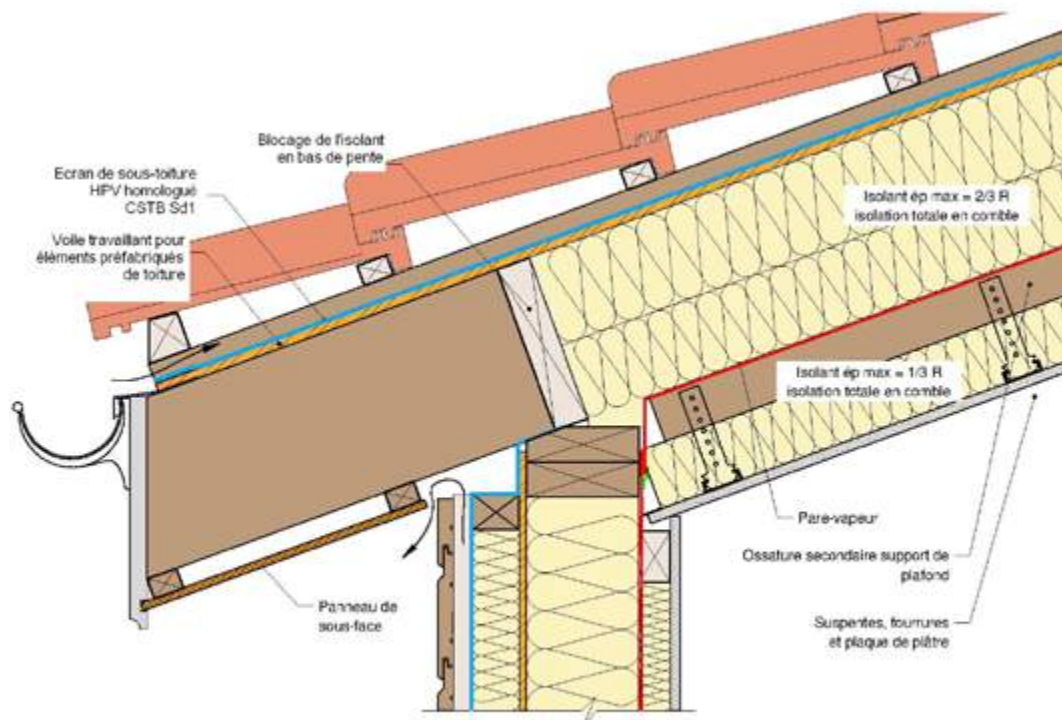 Blocage de l'isolant
en bas de pente
Ecran de sous-toiture
HPV homologué
CSTB Sd1
Voile travaillant pour
éléments préfabriqués
de toiture
Isolant ép max = 2/3 R
isolation totale en comble
Isolant ép max = 1/3 R
isolation totale en comble
Pare-vapeur
Ossature secondaire support de
plafond
Panneau de
sous-face
Suspentes, fourrures
et plaque de plâtre